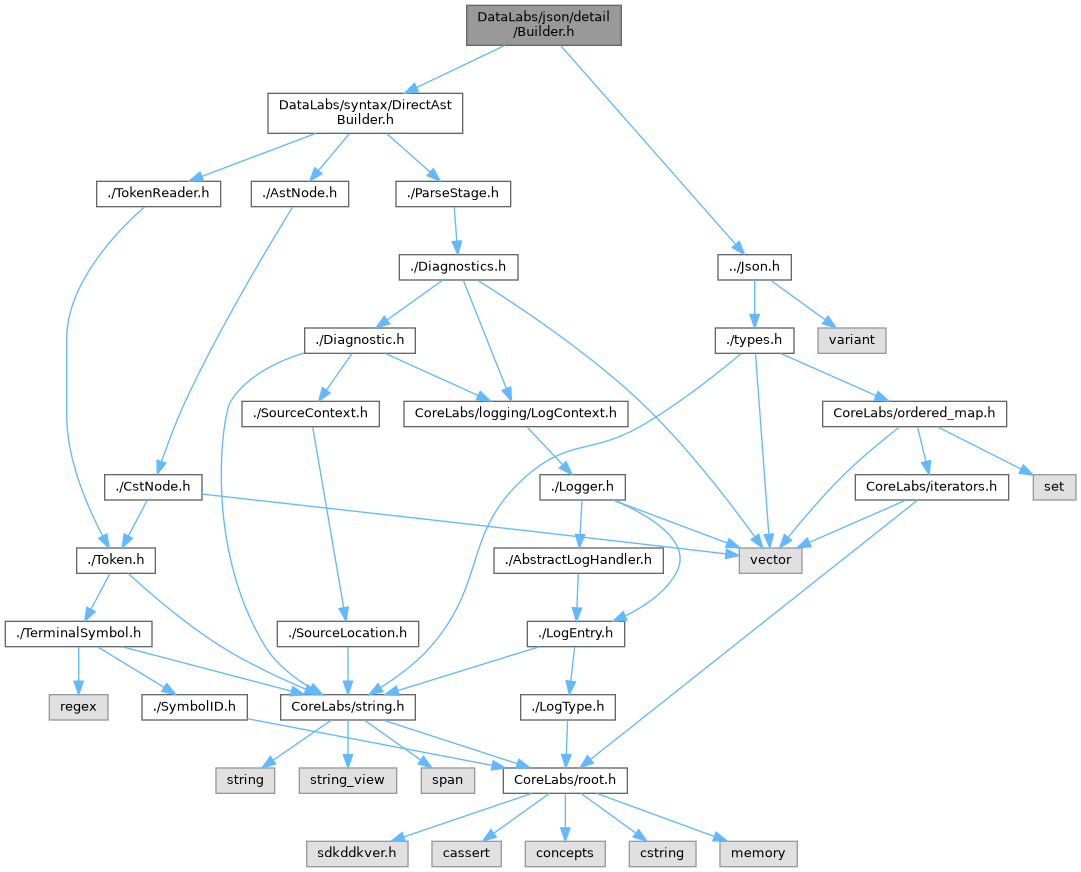 DataLabs/json/detail
/Builder.h
DataLabs/syntax/DirectAst
Builder.h
./TokenReader.h
./AstNode.h
./ParseStage.h
./Diagnostics.h
../Json.h
./Diagnostic.h
./types.h
variant
./SourceContext.h
CoreLabs/logging/LogContext.h
CoreLabs/ordered_map.h
./CstNode.h
./Logger.h
CoreLabs/iterators.h
set
./Token.h
./AbstractLogHandler.h
vector
./TerminalSymbol.h
./SourceLocation.h
./LogEntry.h
regex
./SymbolID.h
CoreLabs/string.h
./LogType.h
string
string_view
span
CoreLabs/root.h
sdkddkver.h
cassert
concepts
cstring
memory